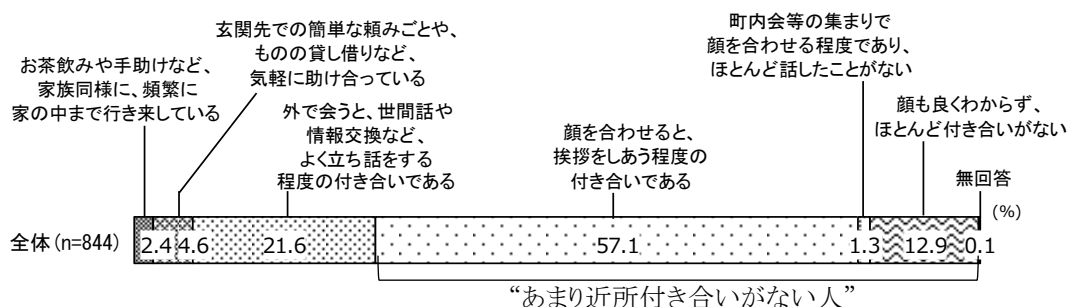 玄関先での簡単な頼みごとや、
ものの貸し借りなど、
気軽に助け合っている
お茶飲みや手助けなど、
家族同様に、頻繁に
家の中まで行き来している
外で会うと、世間話や
情報交換など、
よく立ち話をする
程度の付き合いである
顔を合わせると、
挨拶をしあう程度の
付き合いである
町内会等の集まりで
顔を合わせる程度であり、
ほとんど話したことがない
顔も良くわからず、
ほとんど付き合いがない
無回答
(%)
全体(n=844) 2.4 4.6 21.6 57.1 1.3 12.9 0.1
“あまり近所付き合いがない人”